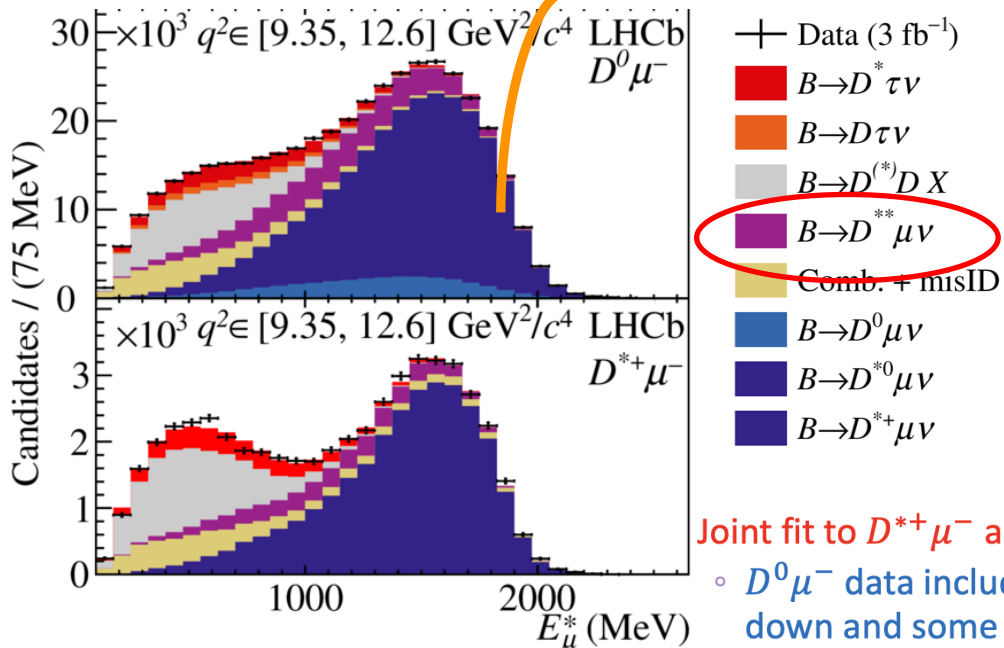 30 ×10³ q² ∈ [9.35, 12.6] GeV²/c⁴ LHCb
D⁰μ⁻
20
10
0
×10³ q² ∈ [9.35, 12.6] GeV²/c⁴ LHCb
D*⁺μ⁻
3
2
1
0
1000 2000
E*μ (MeV)
Candidates / (75 MeV)
Data (3 fb⁻¹)
B→D*τν
B→Dτν
B→D⁽*⁾DX
B→D**μν
Comb. + misID
B→D⁰μν
B→D*⁰μν
B→D*⁺μν
Joint fit to D*⁺μ⁻ a
◦ D⁰μ⁻ data includ
down and some